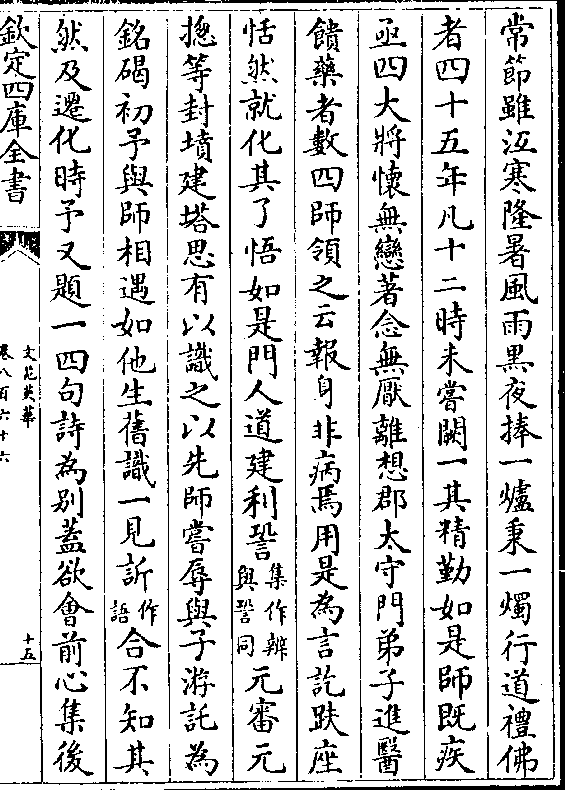 常節雖沍寒隆暑風雨黑夜捧一爐秉一燭行道禮佛
者四十五年凡十二時未嘗闕一其精勤如是師既疾
亟四大將懷無戀著念無厭離想郡太守門弟子進醫
饋藥者數四師領之云報身非病焉用是為言訖趺座
恬然就化其了悟如是門人道建利辯集作辨與辯同元審元
揔等封墳建塔思有以識之以先師嘗辱與予游託為
銘碣初予與師相遇如他生舊識一見訢作語合不知其
然及遷化時予又題一四句詩為別蓋欲會前心集後
欽定四庫全書
文苑英華
卷八百六十六
十五